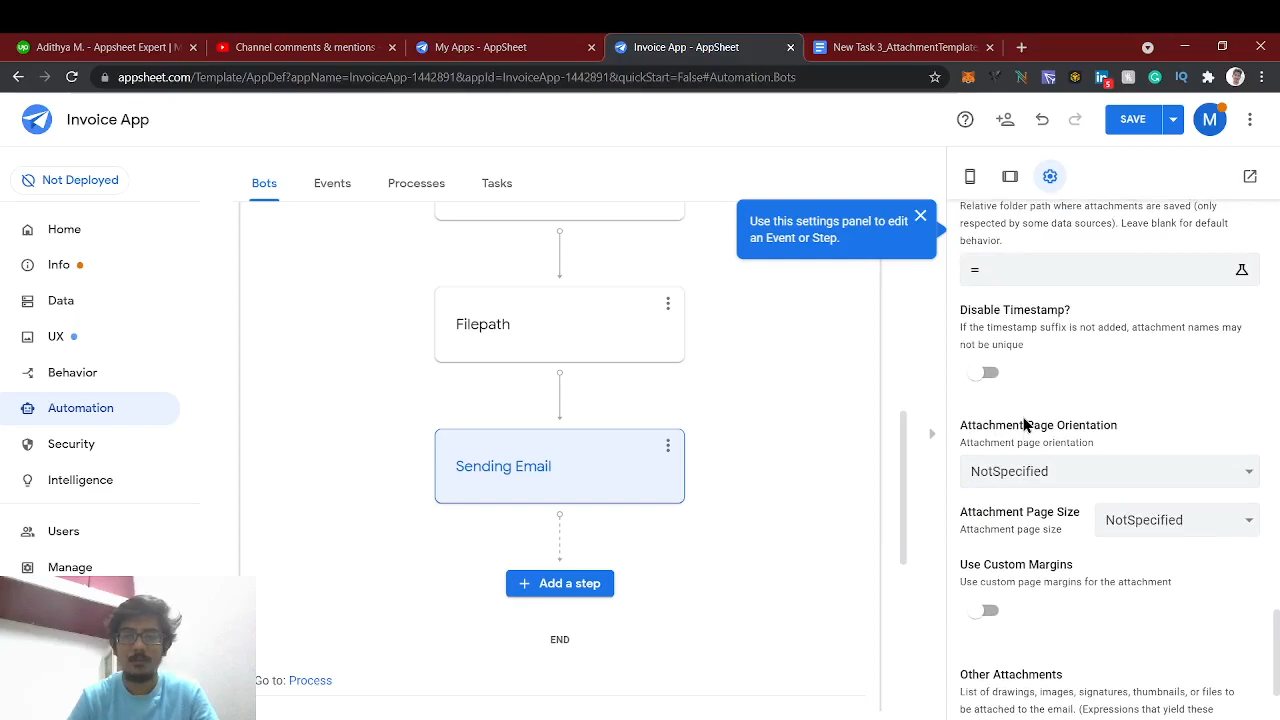 Adithya M. - Appsheet Expert | M
Channel comments & mentions -
My Apps - AppSheet
Invoice App - AppSheet
New Task 3_AttachmentTemplate
appsheet.com/Template/AppDef?appName=InvoiceApp-1442891&appId=InvoiceApp-1442891&quickStart=False#Automation.Bots
5
Invoice App
SAVE
M
Not Deployed
Bots
Events
Processes
Tasks
Home
Info
Data
UX
Behavior
Automation
Security
Intelligence
Users
Manage
Use this settings panel to edit
an Event or Step.
Filepath
Sending Email
+ Add a step
END
Go to: Process
Relative folder path where attachments are saved (only
respected by some data sources). Leave blank for default
behavior.
=
Disable Timestamp?
If the timestamp suffix is not added, attachment names may
not be unique
Attachment Page Orientation
Attachment page orientation
NotSpecified
Attachment Page Size
Attachment page size
NotSpecified
Use Custom Margins
Use custom page margins for the attachment
Other Attachments
List of drawings, images, signatures, thumbnails, or files to
be attached to the email. (Expressions that yield these